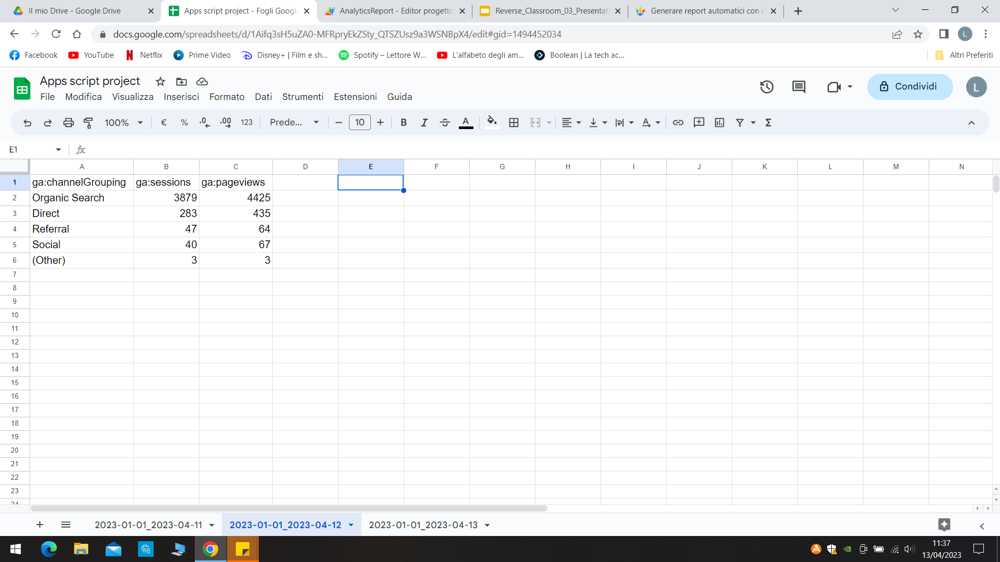 Il mio Drive - Google Drive
Apps script project - Fogli Googl
AnalyticsReport - Editor progetto
Reverse_Classroom_03_Presentat
Generare report automatici con i
docs.google.com/spreadsheets/d/1Aifq3sH5uZA0-MFRpryEkZSty_QTSZUsz9a3WSNBpX4/edit#gid=1494452034
L
Facebook
YouTube
Netflix
Prime Video
Disney+ | Film e sh...
Spotify – Lettore W...
L'alfabeto degli am...
Boolean | La tech ac...
Altri Preferiti
Apps script project
File Modifica Visualizza Inserisci Formato Dati Strumenti Estensioni Guida
Condividi
L
100% € % .0 .00 123 Prede... 10 B I A Σ
E1
fx
A B C D E F G H I J K L M N
1 ga:channelGrouping ga:sessions ga:pageviews
2 Organic Search 3879 4425
3 Direct 283 435
4 Referral 47 64
5 Social 40 67
6 (Other) 3 3
7
8
9
10
11
12
13
14
15
16
17
18
19
20
21
22
23
24
2023-01-01_2023-04-11
2023-01-01_2023-04-12
2023-01-01_2023-04-13
11:37
13/04/2023